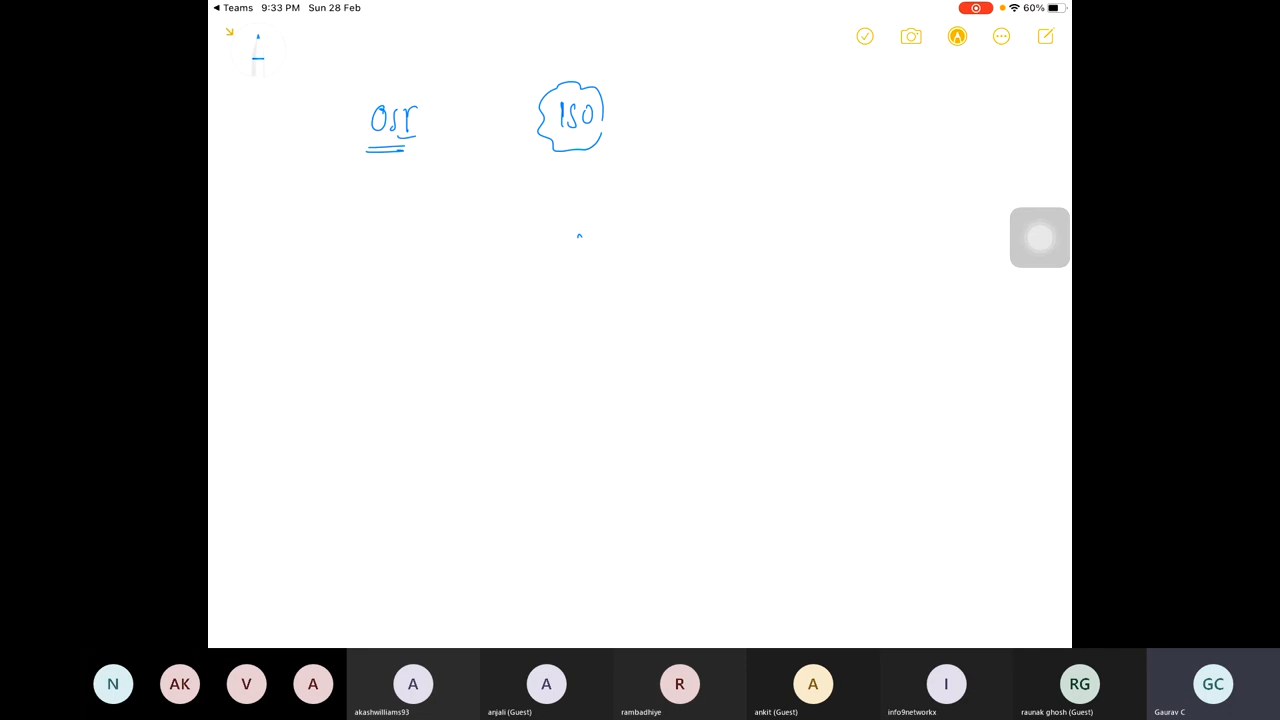 Teams 9:33 PM Sun 28 Feb 60%
OSI ISO
N AK V A A A R A I RG GC
akashwilliams93 anjali (Guest) rambadhiye ankit (Guest) info9networkx raunak ghosh (Guest) Gaurav C